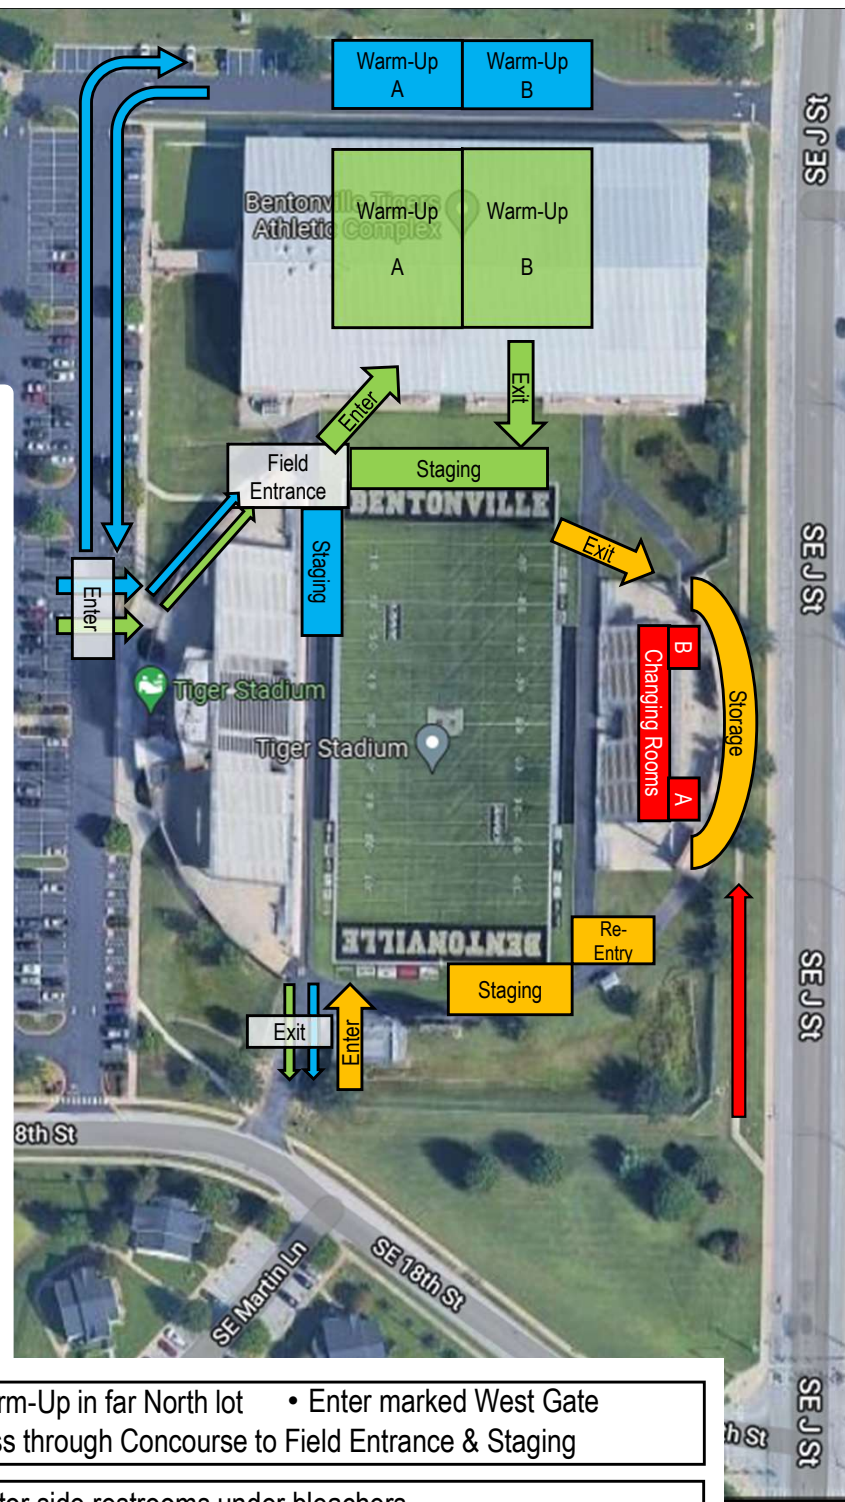 Warm-Up
A
Warm-Up
B
SE J St
Bentonville Tigers
Athletic Complex
Warm-Up
A
Warm-Up
B
Enter
Exit
Field
Entrance
Staging
BENTONVILLE
Staging
Exit
SE J St
Enter
Tiger Stadium
Tiger Stadium
Changing Rooms
B
A
Storage
BENTONVILLE
Re-
Entry
Staging
Exit
Enter
SE J St
8th St
SE Martin Ln
SE 18th St
SE J St
h St
rm-Up in far North lot • Enter marked West Gate
ss through Concourse to Field Entrance & Staging